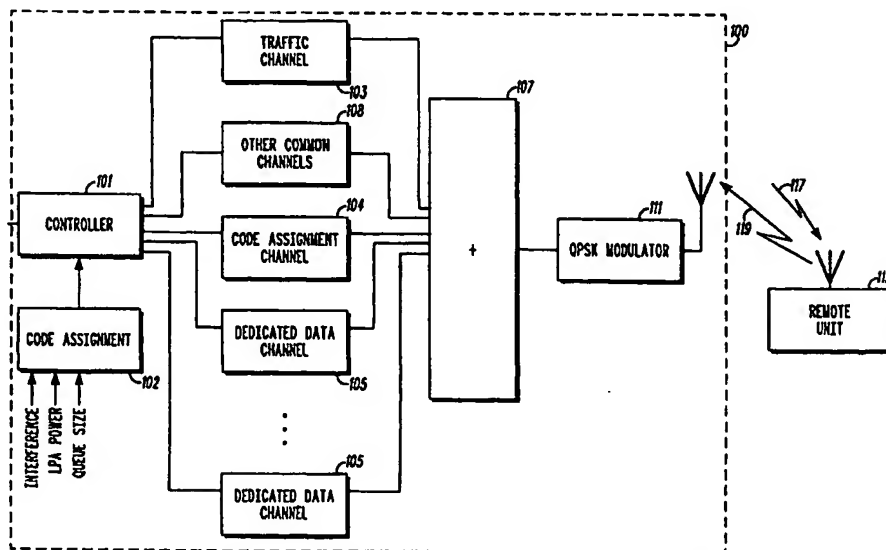 100
TRAFFIC
CHANNEL
103
108
OTHER COMMON
CHANNELS
107
101
CONTROLLER
104
CODE ASSIGNMENT
CHANNEL
+
111
QPSK MODULATOR
117
119
REMOTE
UNIT
CODE ASSIGNMENT
102
INTERFERENCE
LPA POWER
QUEUE SIZE
DEDICATED DATA
CHANNEL
105
105
DEDICATED DATA
CHANNEL